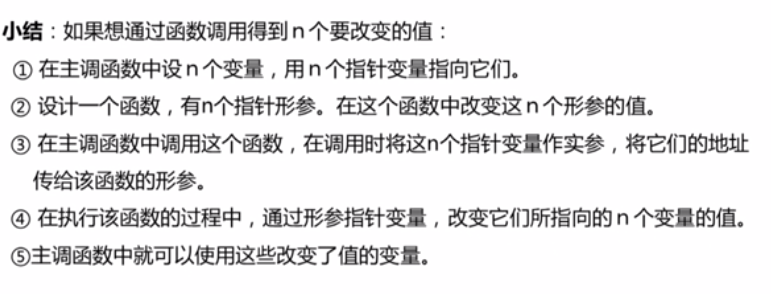 小结：如果想通过函数调用得到 n 个要改变的值：
① 在主调函数中设 n 个变量，用 n 个指针变量指向它们。
② 设计一个函数，有n个指针形参。在这个函数中改变这 n 个形参的值。
③ 在主调函数中调用这个函数，在调用时将这n个指针变量作实参，将它们的地址
传给该函数的形参。
④ 在执行该函数的过程中，通过形参指针变量，改变它们所指向的 n 个变量的值。
⑤主调函数中就可以使用这些改变了值的变量。